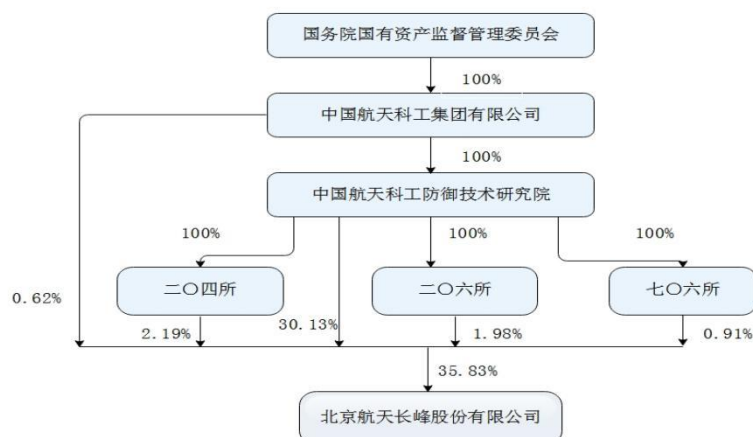 国务院国有资产监督管理委员会
100%
中国航天科工集团有限公司
100%
中国航天科工防御技术研究院
100%
100%
100%
二〇四所
二〇六所
七〇六所
0.62%
2.19%
30.13%
1.98%
0.91%
35.83%
北京航天长峰股份有限公司